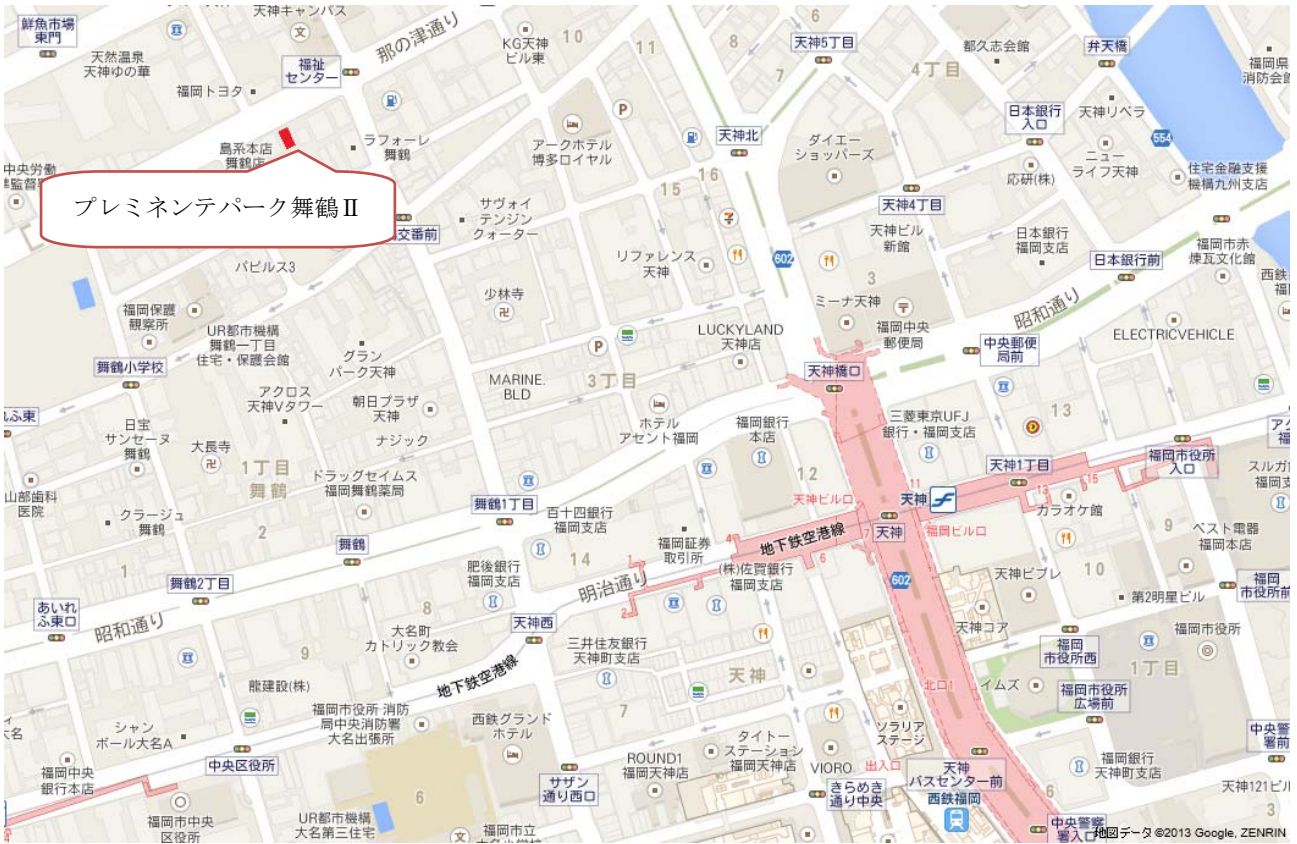 鮮魚市場
東門
天神キャンパス
文
那の津通り
KG天神
ビル東
10
11
6
8
7
天神5丁目
都久志会館
4丁目
弁天橋
福岡県
消防会館
天然温泉
天神ゆの華
福祉
センター
福岡トヨタ
P
天神北
ダイエー
ショッパーズ
日本銀行
入口
天神リベラ
554
島系本店
舞鶴店
ラフォーレ
舞鶴
アークホテル
博多ロイヤル
15
16
応研(株)
ニュー
ライフ天神
住宅金融支援
機構九州支店
中央労働
プレミネンテパーク舞鶴Ⅱ
交番前
サヴォイ
テンジン
クォーター
天神4丁目
天神ビル
新館
日本銀行
福岡支店
日本銀行前
福岡市赤
煉瓦文化館
西鉄
パピルス3
リファレンス
天神
602
3
ミーナ天神
福岡中央
郵便局
昭和通り
福岡保護
観察所
少林寺
UR都市機構
舞鶴一丁目
住宅・保護会館
LUCKYLAND
天神店
P
中央郵便
局前
ELECTRICVEHICLE
舞鶴小学校
グラン
パーク天神
MARINE.
BLD
3丁目
天神橋口
アクロス
天神Vタワー
朝日プラザ
天神
ホテル
アセント福岡
福岡銀行
本店
三菱東京UFJ
銀行・福岡支店
13
ふ東
日宝
サンセーヌ
舞鶴
大長寺
ナジック
1丁目
舞鶴
ドラッグセイムス
福岡舞鶴薬局
12
天神1丁目
福岡市役所
入口
山部歯科
医院
クラージュ
舞鶴
2
舞鶴1丁目
百十四銀行
福岡支店
天神ビル口
11
天神
13
15
カラオケ館
9
ベスト電器
福岡本店
舞鶴
14
福岡証券
取引所
地下鉄空港線
4
7
天神
福岡ビル口
1
舞鶴2丁目
肥後銀行
福岡支店
明治通り
1
2
(株)佐賀銀行
福岡支店
6
602
天神ビブレ
10
第2明星ビル
福岡
市役所前
あいれ
ふ東口
昭和通り
8
大名町
カトリック教会
天神西
天神コア
福岡市役所
9
三井住友銀行
天神町支店
天神
福岡
市役所西
1丁目
地下鉄空港線
龍建設(株)
北口1
イムズ
福岡市役所
広場前
福岡市役所 消防
局中央消防署
大名出張所
7
西鉄グランド
ホテル
ソラリア
ステージ
シャン
ボール大名A
大名
中央区役所
ROUND1
福岡天神店
タイトー
ステーション
福岡天神店
VIORO
出入口
天神
バスセンター前
福岡銀行
天神町支店
福岡中央
銀行本店
サザン
通り西口
きらめき
通り中央
西鉄福岡
6
天神121ビル
福岡市中央
区役所
UR都市機構
大名第三住宅
6
文
福岡市立
中央警察
署入口
3
地図データ ©2013 Google, ZENRIN